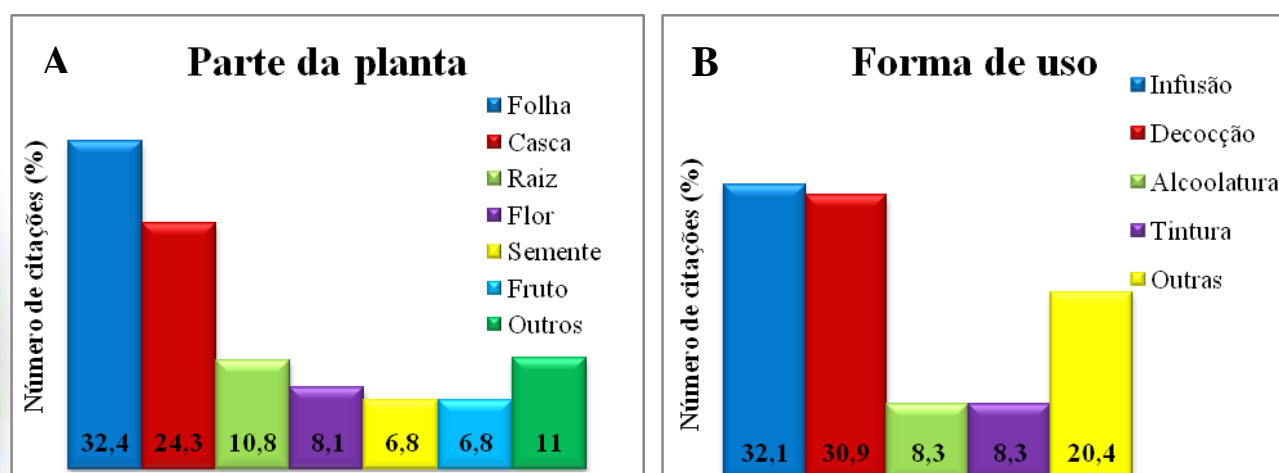 A
Parte da planta
Número de citações (%)
Folha
Casca
Raiz
Flor
Semente
Fruto
Outros
32,4
24,3
10,8
8,1
6,8
6,8
11
B
Forma de uso
Número de citações (%)
Infusão
Decocção
Alcoolatura
Tintura
Outras
32,1
30,9
8,3
8,3
20,4